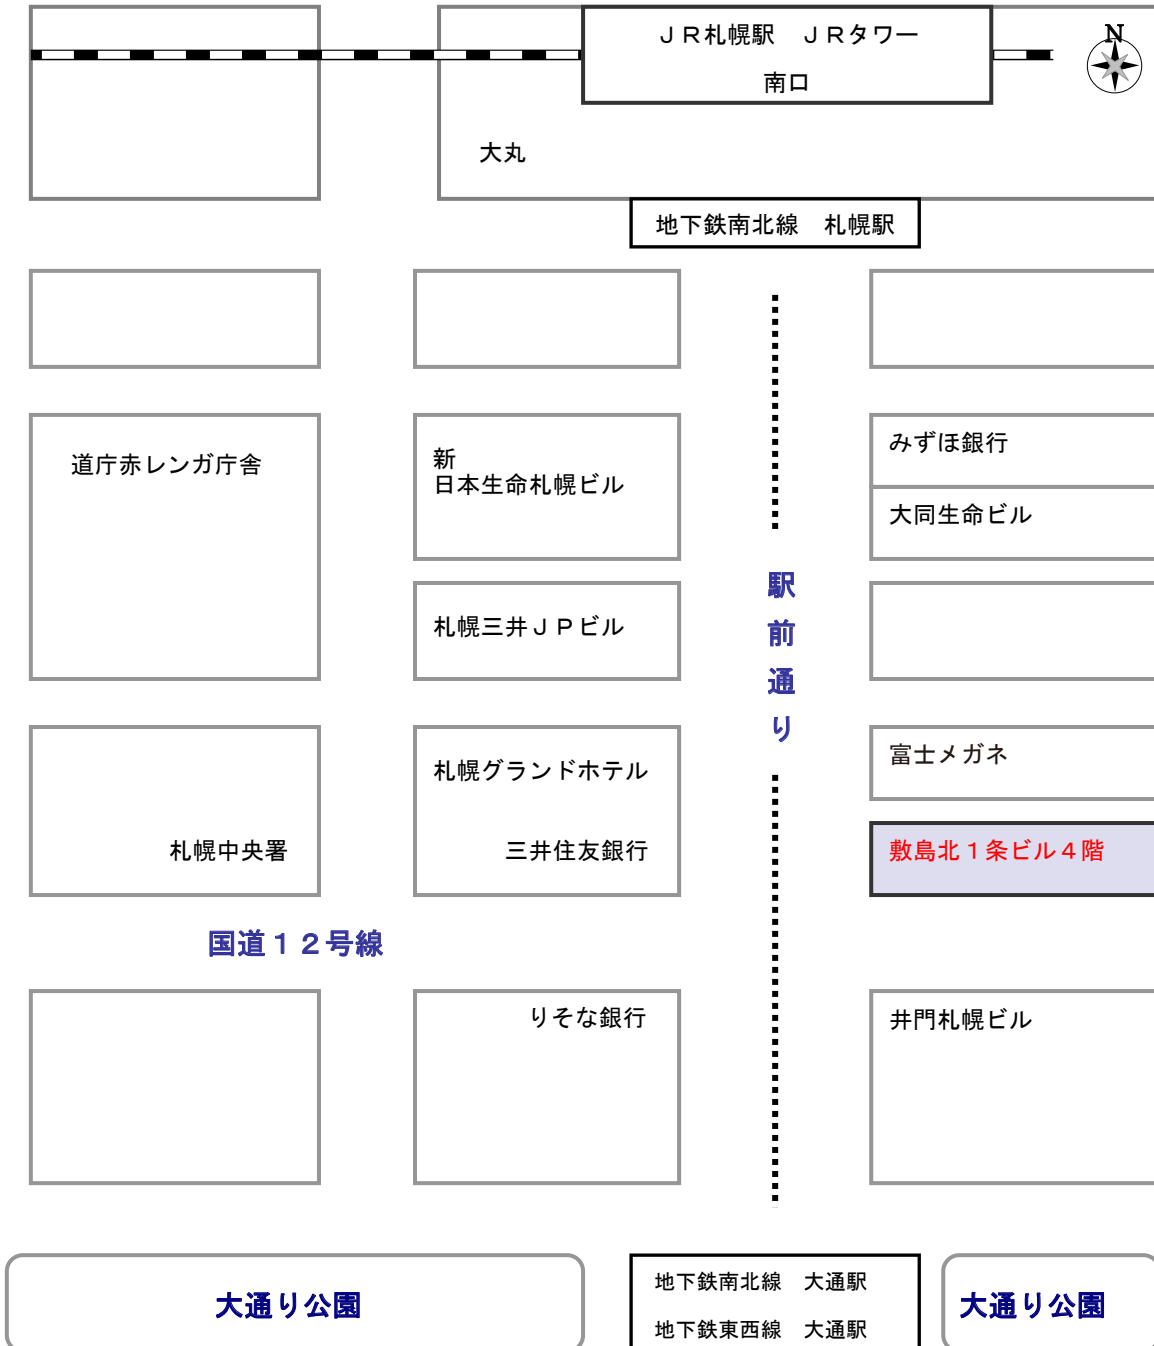 ＪＲ札幌駅　ＪＲタワー
N
南口
大丸
地下鉄南北線　札幌駅
道庁赤レンガ庁舎
新
日本生命札幌ビル
みずほ銀行
大同生命ビル
札幌三井ＪＰビル
駅前通り
札幌グランドホテル
富士メガネ
札幌中央署
三井住友銀行
敷島北１条ビル４階
国道１２号線
りそな銀行
井門札幌ビル
大通り公園
地下鉄南北線　大通駅
地下鉄東西線　大通駅
大通り公園